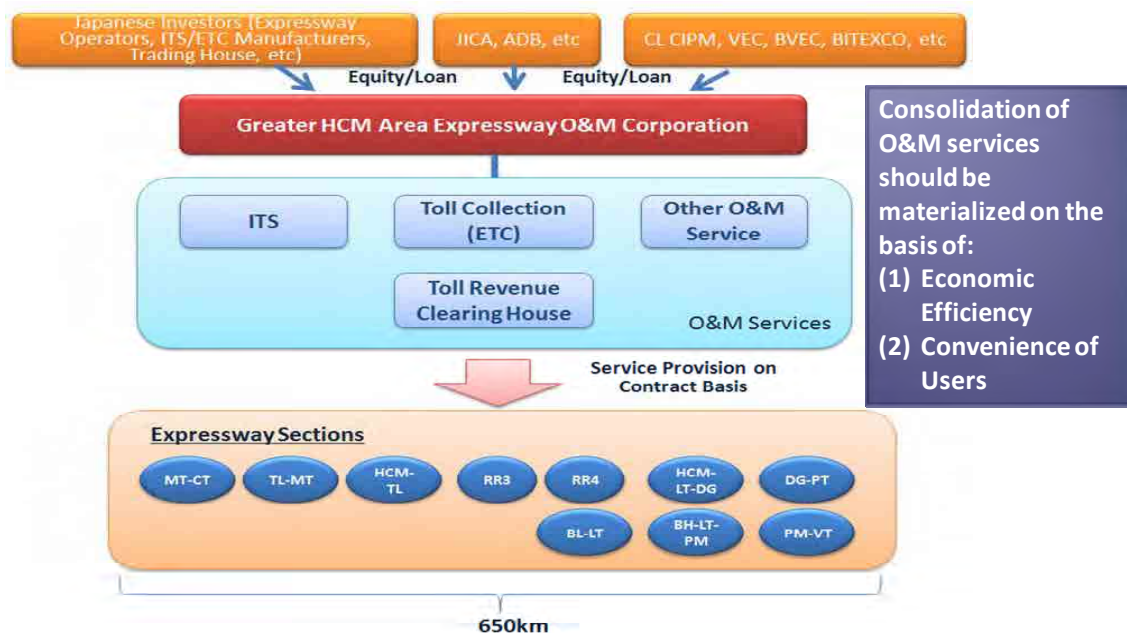 Japanese Investors (Expressway
Operators, ITS/ETC Manufacturers,
Trading House, etc)
JICA, ADB, etc
CL CIPM, VEC, BVEC, BITEXCO, etc
Equity/Loan
Equity/Loan
Greater HCM Area Expressway O&M Corporation
ITS
Toll Collection
(ETC)
Other O&M
Service
Toll Revenue
Clearing House
O&M Services
Service Provision on
Contract Basis
Expressway Sections
MT-CT
TL-MT
HCM-
TL
RR3
RR4
HCM-
LT-DG
DG-PT
BL-LT
BH-LT-
PM
PM-VT
650km
Consolidation of
O&M services
should be
materialized on the
basis of:
(1) Economic
Efficiency
(2) Convenience of
Users